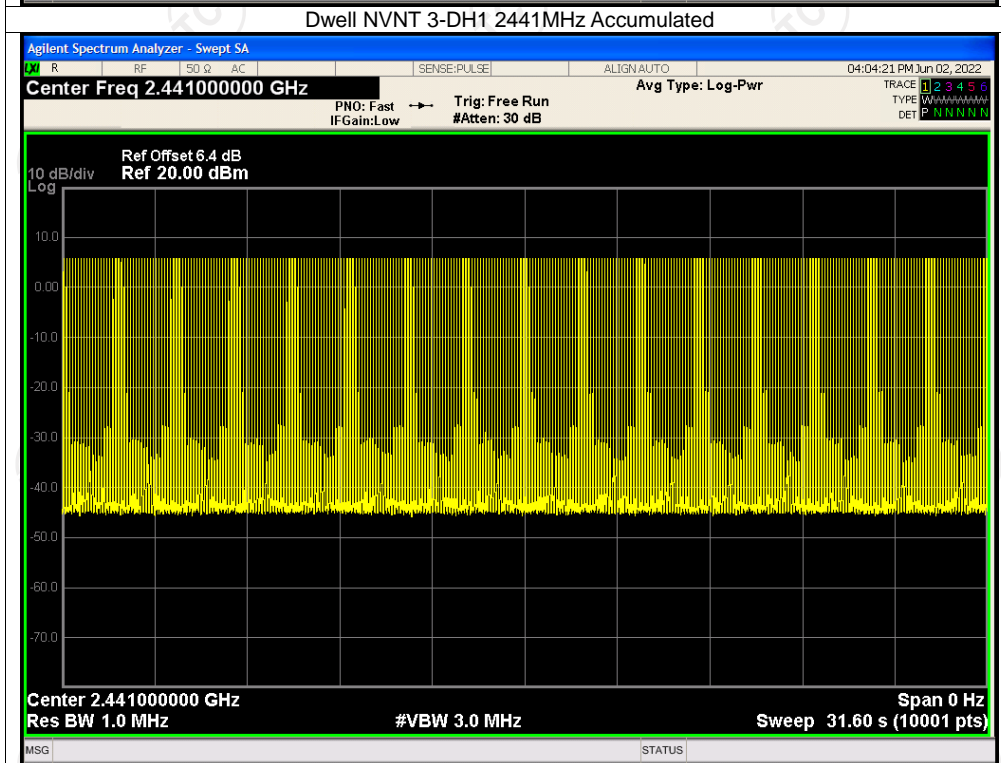 Dwell NVNT 3-DH1 2441MHz Accumulated
Agilent Spectrum Analyzer - Swept SA
LXI R RF 50 Ω AC SENSE:PULSE ALIGN AUTO 04:04:21 PM Jun 02, 2022
Center Freq 2.441000000 GHz Avg Type: Log-Pwr TRACE 1 2 3 4 5 6
PNO: Fast Trig: Free Run TYPE W
IFGain:Low #Atten: 30 dB DET P N N N N N
Ref Offset 6.4 dB
10 dB/div Ref 20.00 dBm
Log
10.0
0.00
-10.0
-20.0
-30.0
-40.0
-50.0
-60.0
-70.0
Center 2.441000000 GHz Span 0 Hz
Res BW 1.0 MHz #VBW 3.0 MHz Sweep 31.60 s (10001 pts)
MSG STATUS